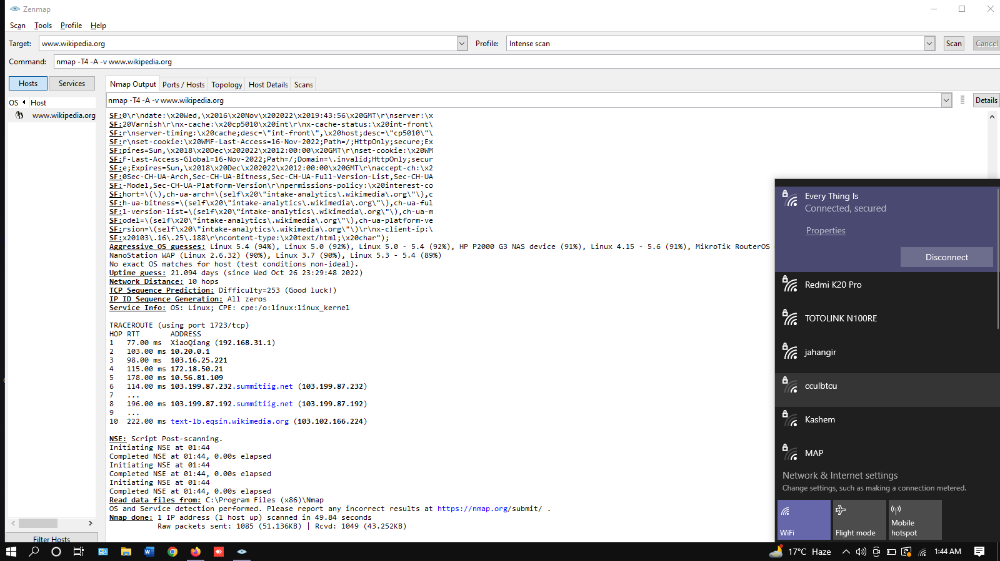 Zenmap
Scan Tools Profile Help
Target: www.wikipedia.org Profile: Intense scan Scan Cancel
Command: nmap -T4 -A -v www.wikipedia.org
Hosts Services
OS Host
www.wikipedia.org
Filter Hosts
Nmap Output Ports / Hosts Topology Host Details Scans
nmap -T4 -A -v www.wikipedia.org Details
SF:0\r\ndate:\x20Wed,\x2016\x20Nov\x202022\x2019:43:56\x20GMT\r\nserver:\x
SF:20Varnish\r\nx-cache:\x20cp5010\x20int\r\nx-cache-status:\x20int-front\
SF:r\nserver-timing:\x20cache;desc=\"int-front\",\x20host;desc=\"cp5010\"\
SF:r\nset-cookie:\x20WMF-Last-Access=16-Nov-2022;Path=/;HttpOnly;secure;Ex
SF:pires=Sun,\x2018\x20Dec\x202022\x2012:00:00\x20GMT\r\nset-cookie:\x20WM
SF:F-Last-Access-Global=16-Nov-2022;Path=/;Domain=\.invalid;HttpOnly;secur
SF:e;Expires=Sun,\x2018\x20Dec\x202022\x2012:00:00\x20GMT\r\naccept-ch:\x2
SF:0Sec-CH-UA-Arch,Sec-CH-UA-Bitness,Sec-CH-UA-Full-Version-List,Sec-CH-UA
SF:-Model,Sec-CH-UA-Platform-Version\r\npermissions-policy:\x20interest-co
SF:hort=\(\),ch-ua-arch=\(self\x20\"intake-analytics\.wikimedia\.org\"\),c
SF:h-ua-bitness=\(self\x20\"intake-analytics\.wikimedia\.org\"\),ch-ua-ful
SF:l-version-list=\(self\x20\"intake-analytics\.wikimedia\.org\"\),ch-ua-m
SF:odel=\(self\x20\"intake-analytics\.wikimedia\.org\"\),ch-ua-platform-ve
SF:rsion=\(self\x20\"intake-analytics\.wikimedia\.org\"\)\r\nx-client-ip:\
SF:x20103\.16\.25\.188\r\ncontent-type:\x20text/html;\x20char");
Aggressive OS guesses: Linux 5.4 (94%), Linux 5.0 (92%), Linux 5.0 - 5.4 (92%), HP P2000 G3 NAS device (91%), Linux 4.15 - 5.6 (91%), MikroTik RouterOS
NanoStation WAP (Linux 2.6.32) (90%), Linux 3.7 (90%), Linux 5.3 - 5.4 (89%)
No exact OS matches for host (test conditions non-ideal).
Uptime guess: 21.094 days (since Wed Oct 26 23:29:48 2022)
Network Distance: 10 hops
TCP Sequence Prediction: Difficulty=253 (Good luck!)
IP ID Sequence Generation: All zeros
Service Info: OS: Linux; CPE: cpe:/o:linux:linux_kernel
TRACEROUTE (using port 1723/tcp)
HOP RTT ADDRESS
1 77.00 ms XiaoQiang (192.168.31.1)
2 103.00 ms 10.20.0.1
3 98.00 ms 103.16.25.221
4 115.00 ms 172.18.50.21
5 178.00 ms 10.56.81.109
6 114.00 ms 103.199.87.232.summitiig.net (103.199.87.232)
7 ...
8 196.00 ms 103.199.87.192.summitiig.net (103.199.87.192)
9 ...
10 222.00 ms text-lb.eqsin.wikimedia.org (103.102.166.224)
NSE: Script Post-scanning.
Initiating NSE at 01:44
Completed NSE at 01:44, 0.00s elapsed
Initiating NSE at 01:44
Completed NSE at 01:44, 0.00s elapsed
Initiating NSE at 01:44
Completed NSE at 01:44, 0.00s elapsed
Read data files from: C:\Program Files (x86)\Nmap
OS and Service detection performed. Please report any incorrect results at https://nmap.org/submit/ .
Nmap done: 1 IP address (1 host up) scanned in 49.84 seconds
Raw packets sent: 1085 (51.136KB) | Rcvd: 1049 (43.252KB)
Every Thing Is
Connected, secured
Properties
Disconnect
Redmi K20 Pro
TOTOLINK N100RE
jahangir
cculbtcu
Kashem
MAP
Network & Internet settings
Change settings, such as making a connection metered.
WiFi
Flight mode
Mobile
hotspot
17°C Haze 1:44 AM